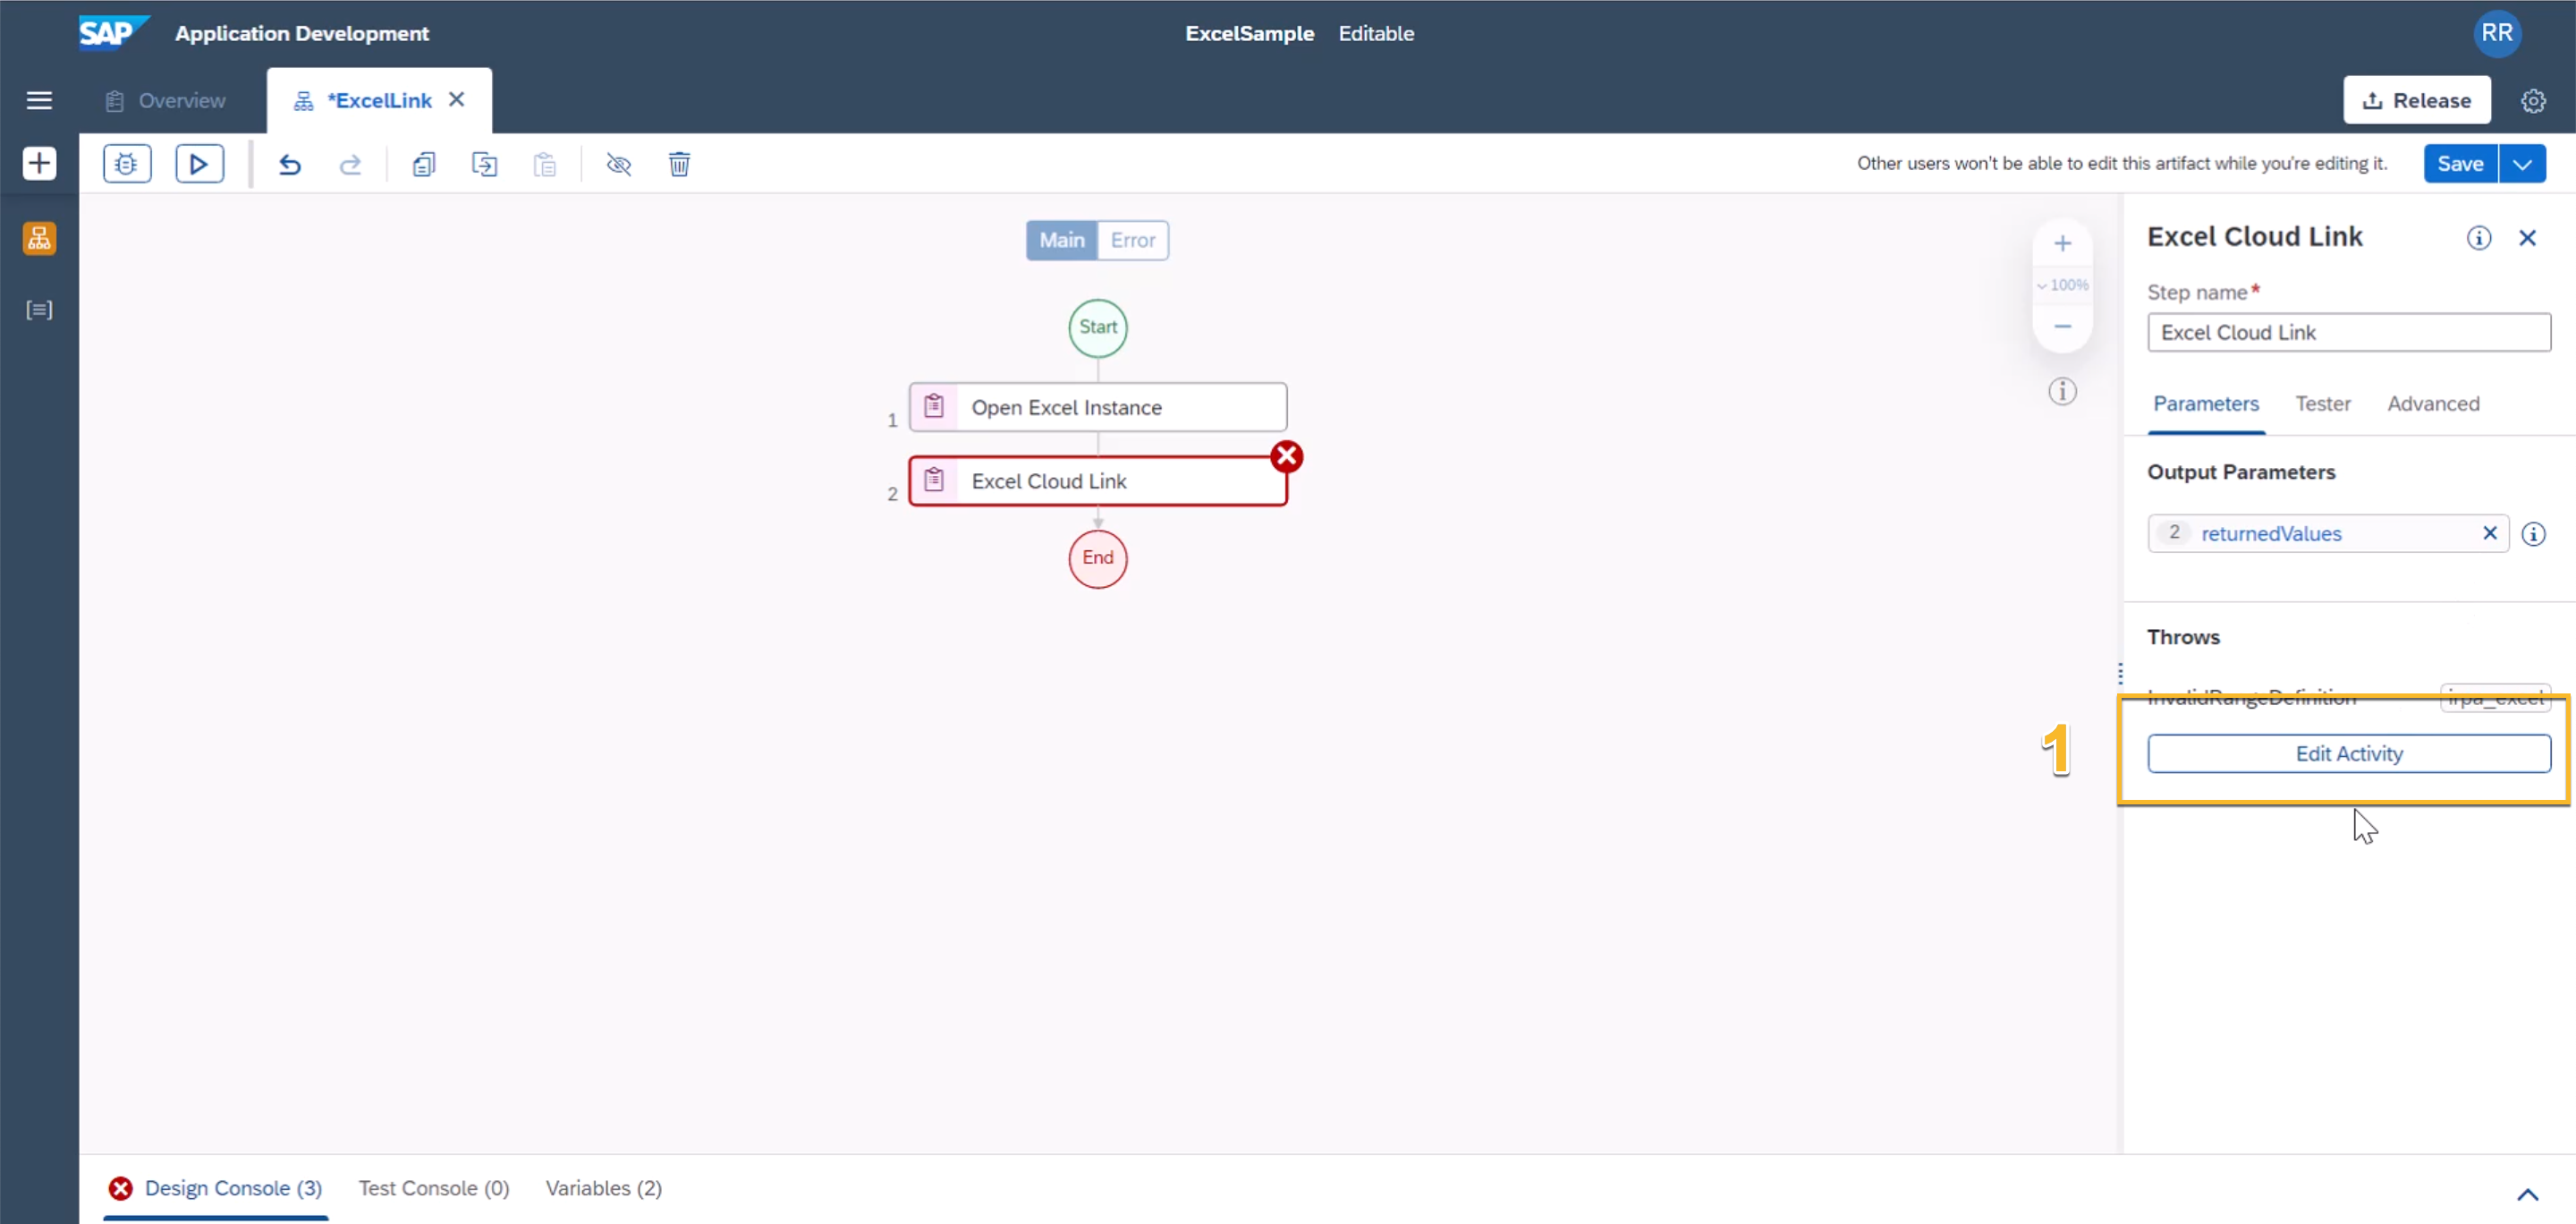 SAP Application Development
ExcelSample Editable
RR
Overview
*ExcelLink
Release
Other users won't be able to edit this artifact while you're editing it.
Save
Main Error
100%
Start
1 Open Excel Instance
2 Excel Cloud Link
End
Excel Cloud Link
Step name*
Excel Cloud Link
Parameters Tester Advanced
Output Parameters
2 returnedValues
Throws
InvalidRangeDefinition irpa_excel
1
Edit Activity
Design Console (3) Test Console (0) Variables (2)